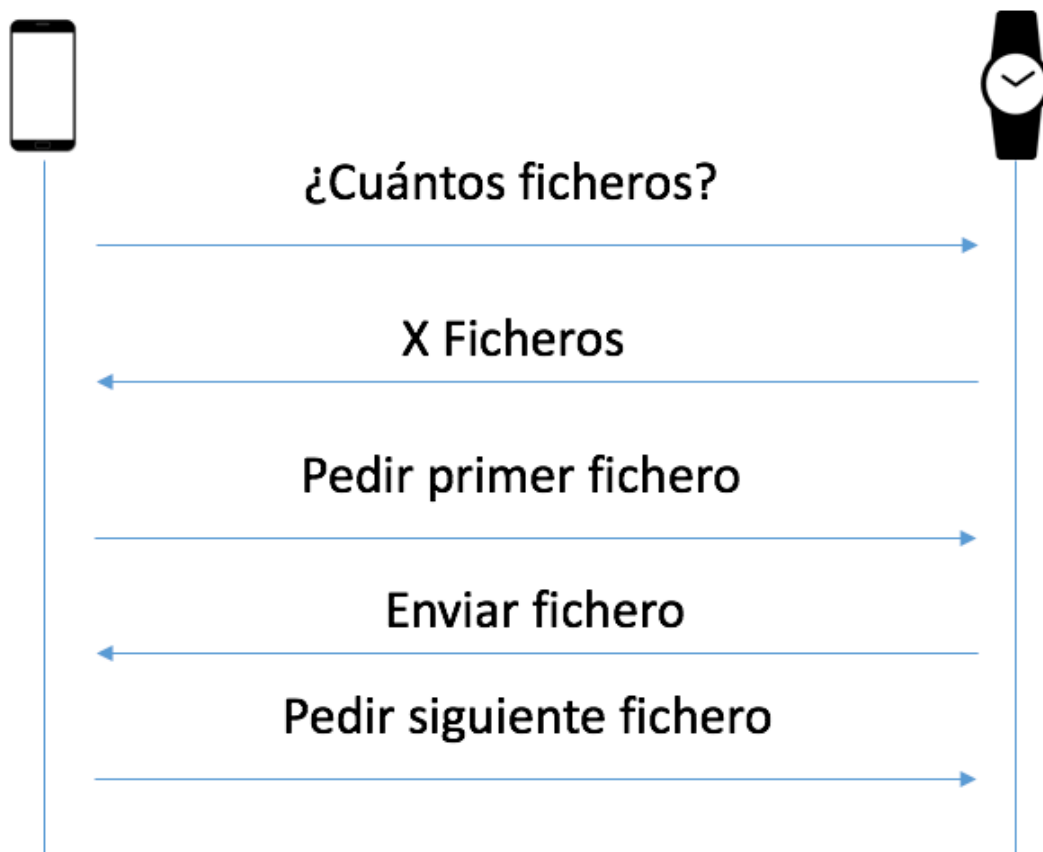 ¿Cuántos ficheros?
X Ficheros
Pedir primer fichero
Enviar fichero
Pedir siguiente fichero